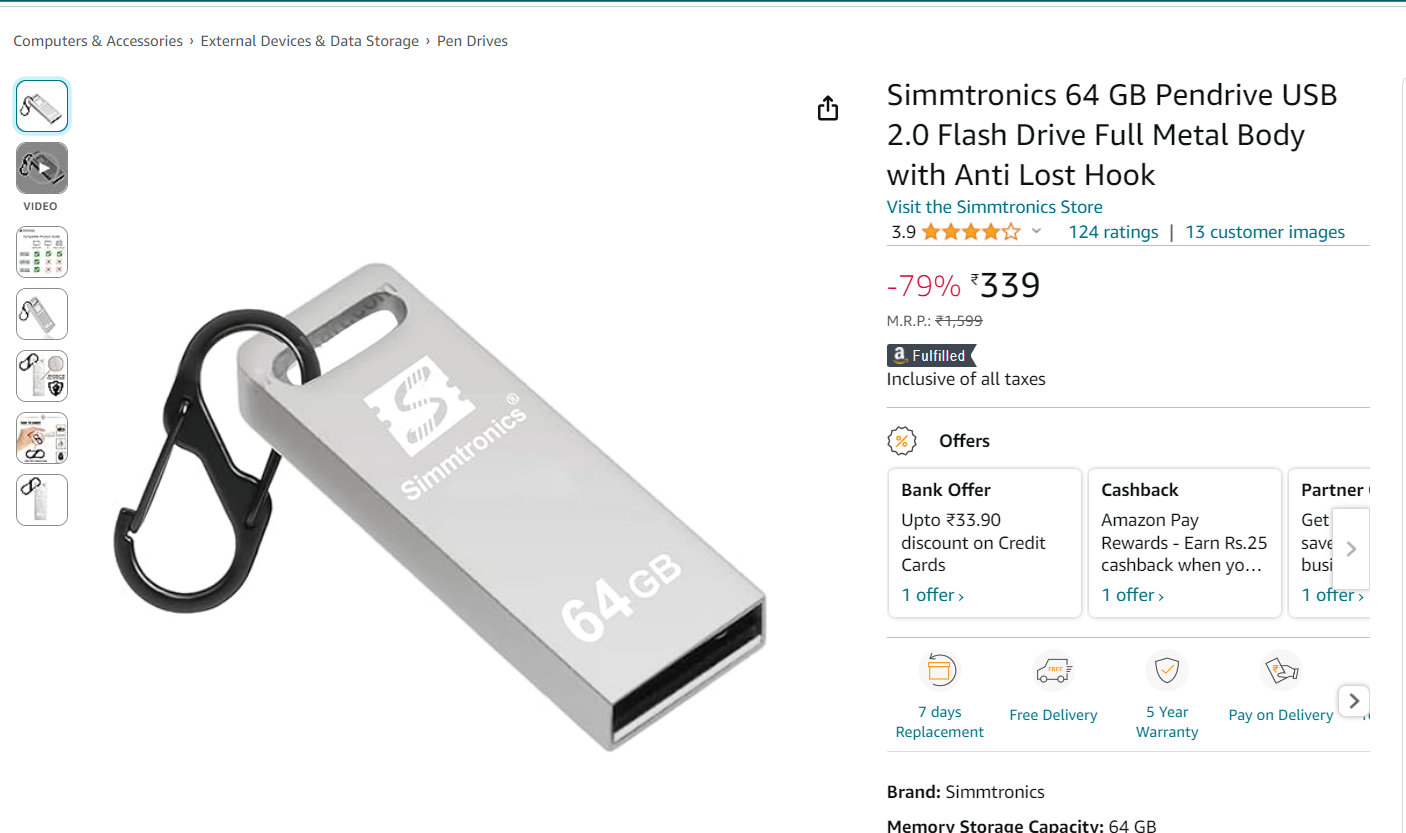 Computers & Accessories › External Devices & Data Storage › Pen Drives
VIDEO
Simmtronics®
64GB
Simmtronics 64 GB Pendrive USB
2.0 Flash Drive Full Metal Body
with Anti Lost Hook
Visit the Simmtronics Store
3.9 124 ratings | 13 customer images
-79% ₹339
M.R.P.: ₹1,599
a Fulfilled
Inclusive of all taxes
Offers
Bank Offer
Upto ₹33.90
discount on Credit
Cards
1 offer ›
Cashback
Amazon Pay
Rewards - Earn Rs.25
cashback when yo…
1 offer ›
Partner
Get
save
busi
1 offer ›
7 days
Replacement
FREE
Free Delivery
5 Year
Warranty
Pay on Delivery
Brand: Simmtronics
Memory Storage Capacity: 64 GB